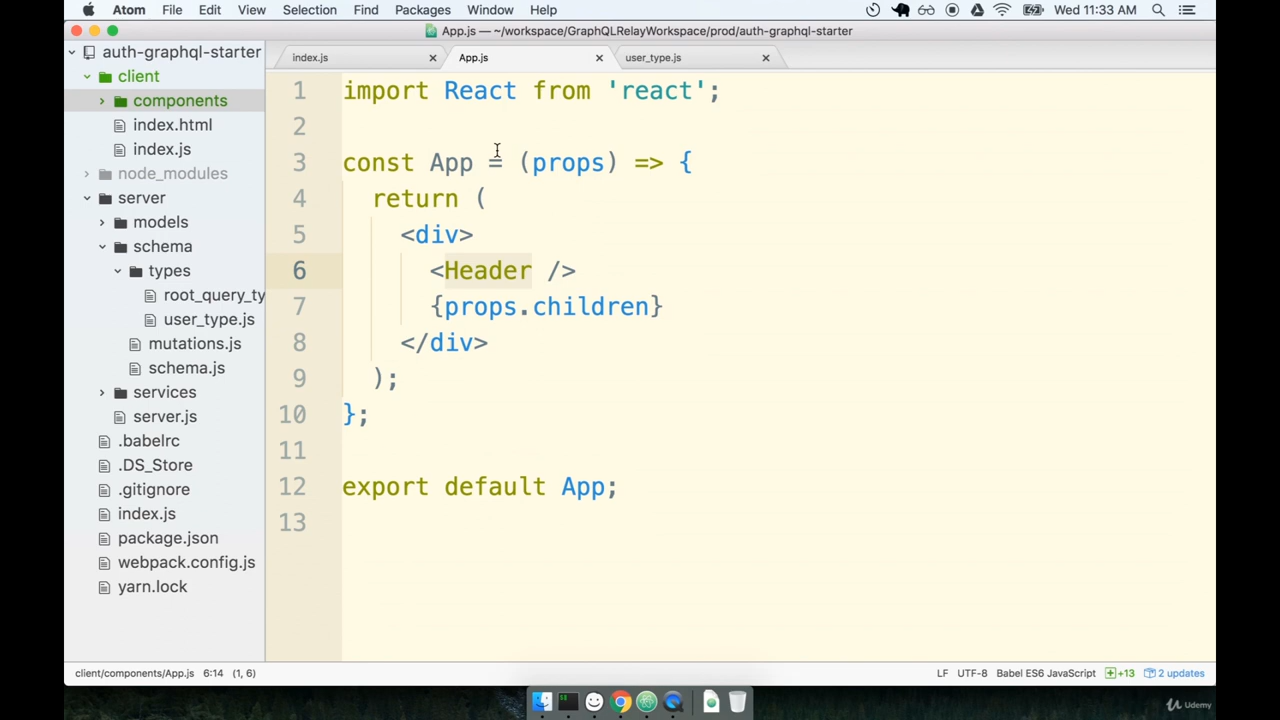 Atom File Edit View Selection Find Packages Window Help Wed 11:33 AM
App.js — ~/workspace/GraphQLRelayWorkspace/prod/auth-graphql-starter
auth-graphql-starter
client
components
index.html
index.js
node_modules
server
models
schema
types
root_query_ty
user_type.js
mutations.js
schema.js
services
server.js
.babelrc
.DS_Store
.gitignore
index.js
package.json
webpack.config.js
yarn.lock
index.js App.js user_type.js
1 import React from 'react';
2
3 const App = (props) => {
4 return (
5 <div>
6 <Header />
7 {props.children}
8 </div>
9 );
10 };
11
12 export default App;
13
client/components/App.js 6:14 (1, 6) LF UTF-8 Babel ES6 JavaScript +13 2 updates
Udemy